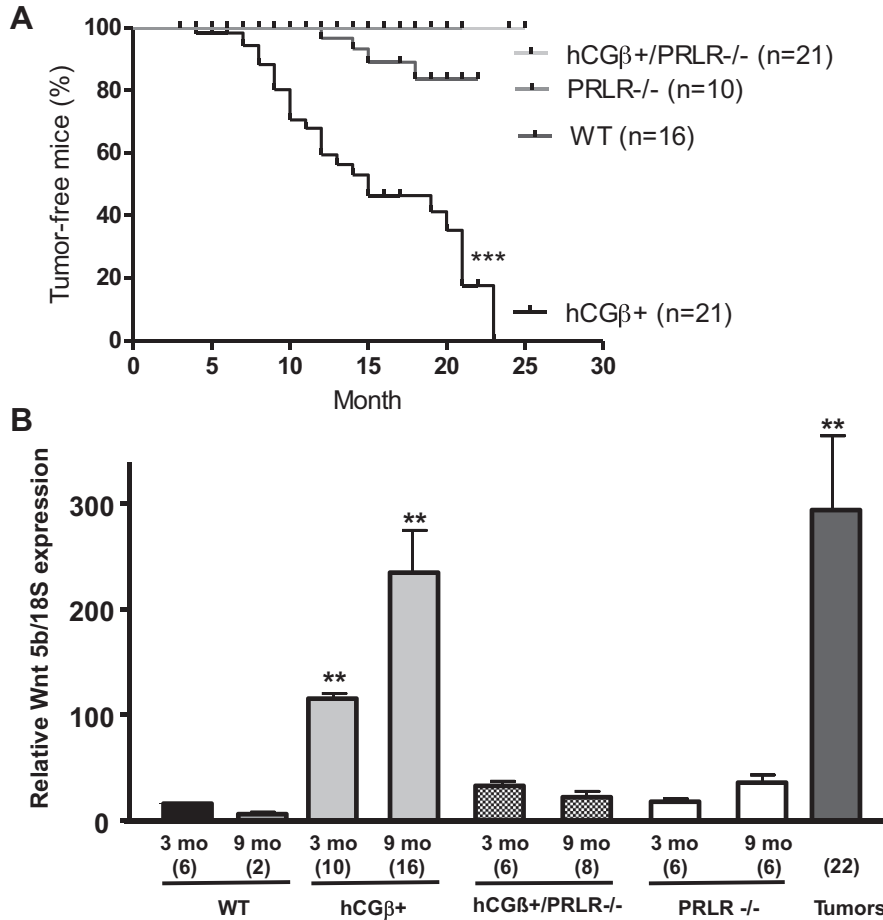 A
Tumor-free mice (%)
100
80
60
40
20
0
0 5 10 15 20 25 30
Month
hCGβ+/PRLR-/- (n=21)
PRLR-/- (n=10)
WT (n=16)
***
hCGβ+ (n=21)
B
Relative Wnt 5b/18S expression
300
200
100
0
** ** **
3 mo 9 mo 3 mo 9 mo 3 mo 9 mo 3 mo 9 mo
(6) (2) (10) (16) (6) (8) (6) (6) (22)
WT hCGβ+ hCGß+/PRLR-/- PRLR -/- Tumors